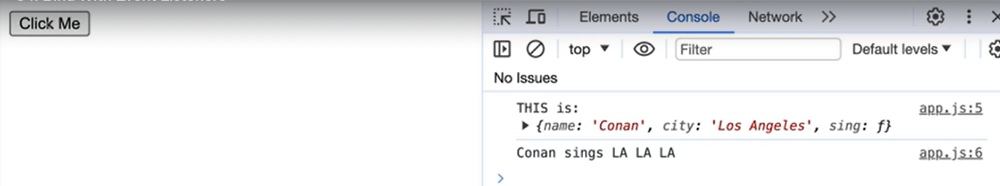 Click Me
Elements Console Network
top Filter Default levels
No Issues
THIS is: app.js:5
{name: 'Conan', city: 'Los Angeles', sing: f}
Conan sings LA LA LA app.js:6